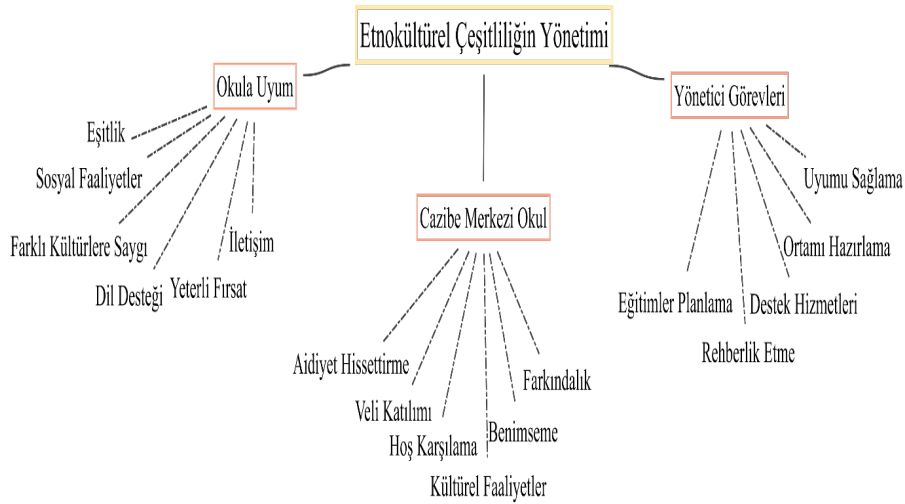 Etnokültürel Çeşitliliğin Yönetimi
Okula Uyum
Eşitlik
Sosyal Faaliyetler
Farklı Kültürlere Saygı
Dil Desteği
Yeterli Fırsat
İletişim
Cazibe Merkezi Okul
Aidiyet Hissettirme
Veli Katılımı
Hoş Karşılama
Kültürel Faaliyetler
Benimseme
Farkındalık
Yönetici Görevleri
Eğitimler Planlama
Rehberlik Etme
Destek Hizmetleri
Ortamı Hazırlama
Uyumu Sağlama